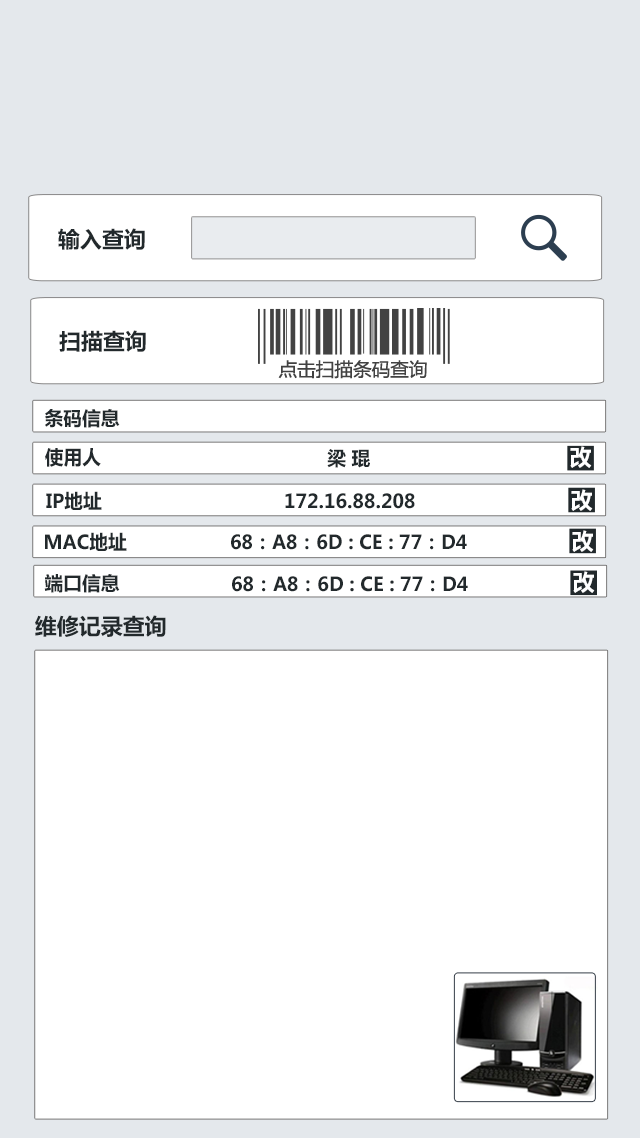 输入查询
扫描查询
点击扫描条码查询
条码信息
使用人 梁 琨 改
IP地址 172.16.88.208 改
MAC地址 68：A8：6D：CE：77：D4 改
端口信息 68：A8：6D：CE：77：D4 改
维修记录查询